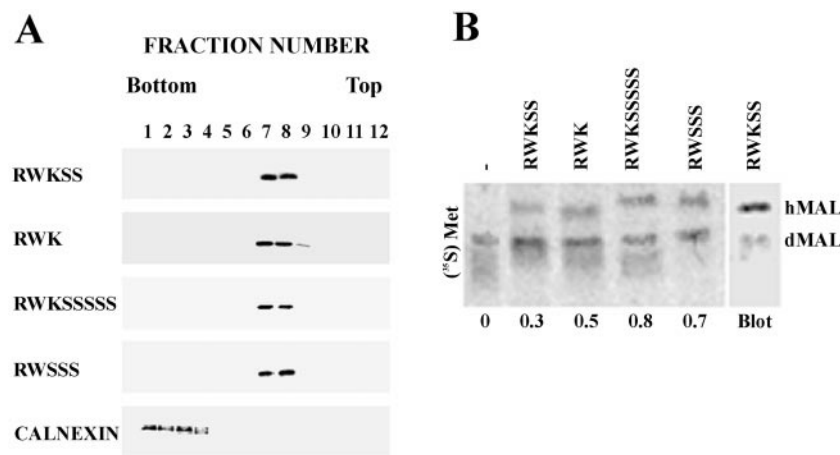 A
FRACTION NUMBER
Bottom Top
1 2 3 4 5 6 7 8 9 10 11 12
RWKSS
RWK
RWKSSSSS
RWSSS
CALNEXIN
B
- RWKSS RWK RWKSSSSS RWSSS RWKSS
(³⁵S) Met
hMAL
dMAL
0 0.3 0.5 0.8 0.7 Blot